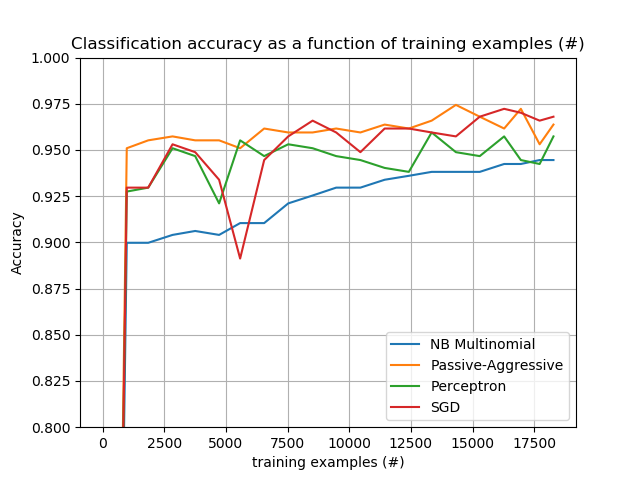 Classification accuracy as a function of training examples (#)
1.000
0.975
0.950
0.925
0.900
0.875
0.850
0.825
0.800
Accuracy
NB Multinomial
Passive-Aggressive
Perceptron
SGD
0 2500 5000 7500 10000 12500 15000 17500
training examples (#)